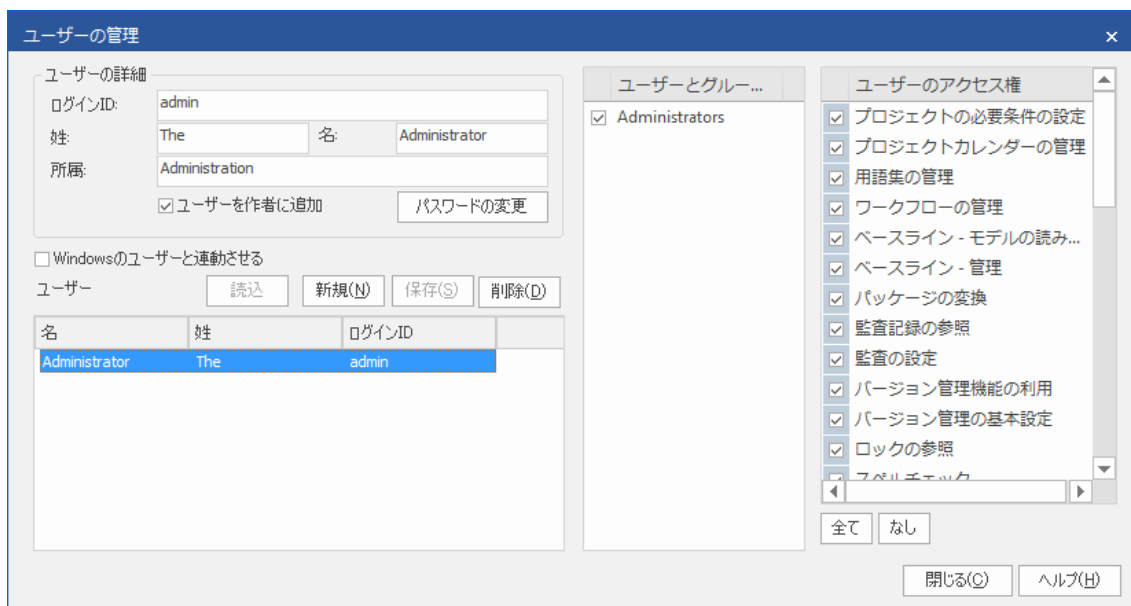 ユーザーの管理
ユーザーの詳細
ログインID: admin
姓: The 名: Administrator
所属: Administration
ユーザーを作者に追加 パスワードの変更
Windowsのユーザーと連動させる
ユーザー 読込 新規(N) 保存(S) 削除(D)
名 姓 ログインID
Administrator The admin
ユーザーとグルー...
Administrators
ユーザーのアクセス権
プロジェクトの必要条件の設定
プロジェクトカレンダーの管理
用語集の管理
ワークフローの管理
ベースライン - モデルの読み...
ベースライン - 管理
パッケージの変換
監査記録の参照
監査の設定
バージョン管理機能の利用
バージョン管理の基本設定
ロックの参照
スペルチェック
全て なし
閉じる(C) ヘルプ(H)